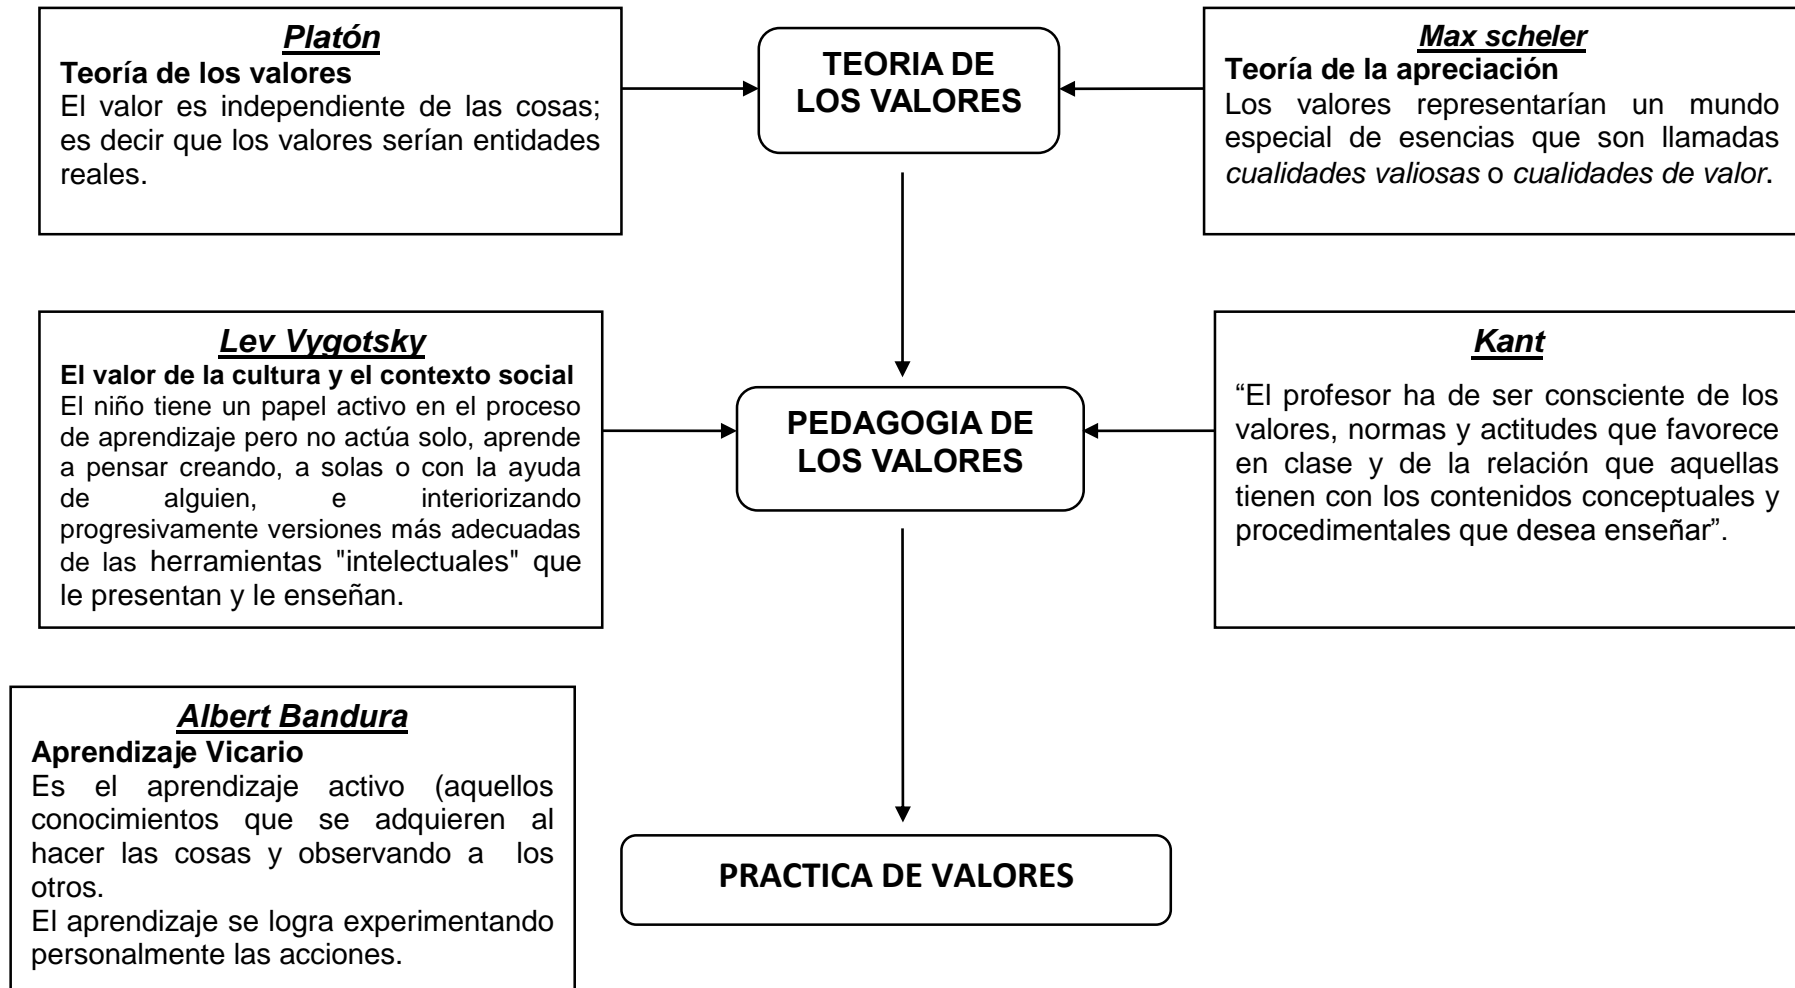 Platón
Teoría de los valores
El valor es independiente de las cosas;
es decir que los valores serían entidades
reales.
TEORIA DE
LOS VALORES
Max scheler
Teoría de la apreciación
Los valores representarían un mundo
especial de esencias que son llamadas
cualidades valiosas o cualidades de valor.
Lev Vygotsky
El valor de la cultura y el contexto social
El niño tiene un papel activo en el proceso
de aprendizaje pero no actúa solo, aprende
a pensar creando, a solas o con la ayuda
de alguien, e interiorizando
progresivamente versiones más adecuadas
de las herramientas "intelectuales" que
le presentan y le enseñan.
PEDAGOGIA DE
LOS VALORES
Kant
“El profesor ha de ser consciente de los
valores, normas y actitudes que favorece
en clase y de la relación que aquellas
tienen con los contenidos conceptuales y
procedimentales que desea enseñar”.
Albert Bandura
Aprendizaje Vicario
Es el aprendizaje activo (aquellos
conocimientos que se adquieren al
hacer las cosas y observando a los
otros.
El aprendizaje se logra experimentando
personalmente las acciones.
PRACTICA DE VALORES